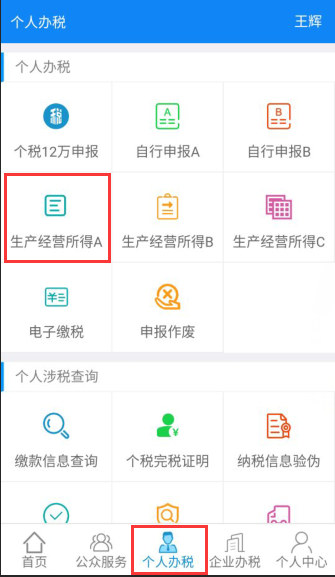 个人办税 王辉
个人办税
个税12万申报 自行申报A 自行申报B
生产经营所得A 生产经营所得B 生产经营所得C
电子缴税 申报作废
个人涉税查询
缴款信息查询 个税完税证明 纳税信息验伪
首页 公众服务 个人办税 企业办税 个人中心